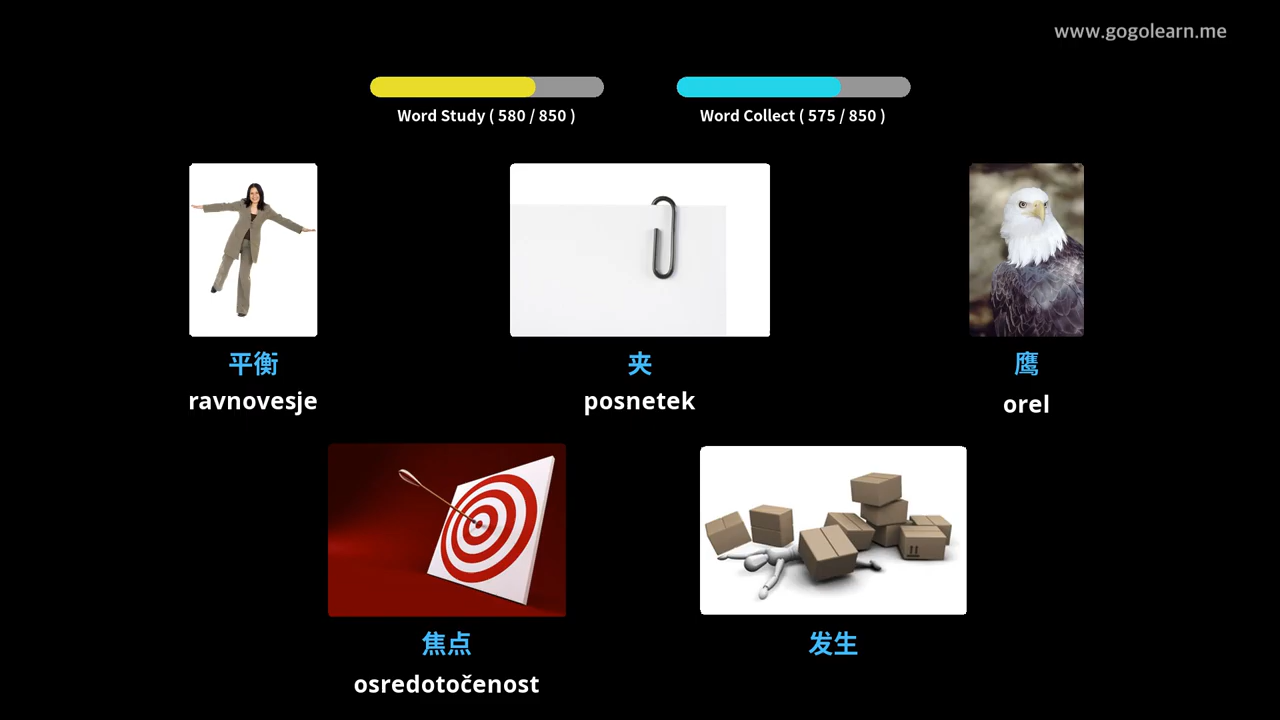 www.gogolearn.me
Word Study ( 580 / 850 )
Word Collect ( 575 / 850 )
平衡
ravnovesje
夹
posnetek
鹰
orel
焦点
osredotočenost
发生